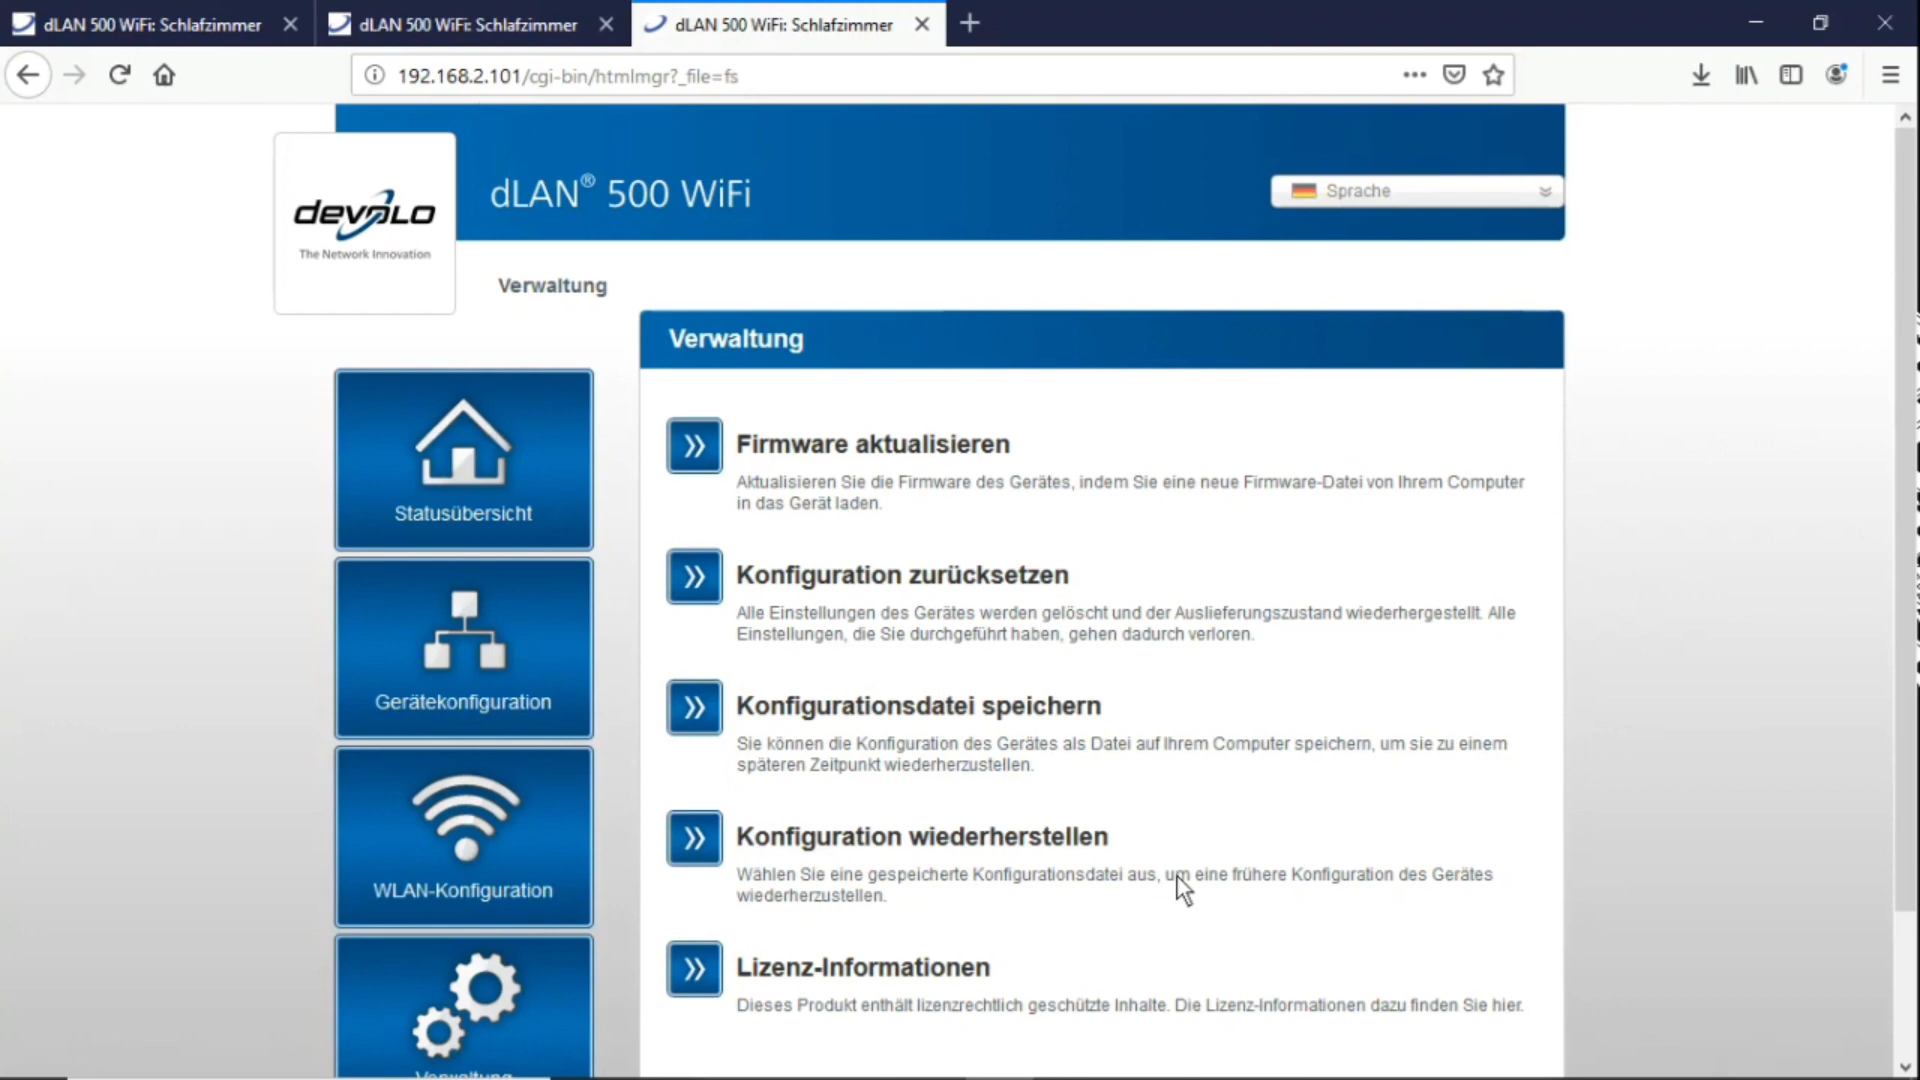 dLAN 500 WiFi: Schlafzimmer
dLAN 500 WiFi: Schlafzimmer
dLAN 500 WiFi: Schlafzimmer
192.168.2.101/cgi-bin/htmlmgr?_file=fs
devolo
The Network Innovation
dLAN® 500 WiFi
Sprache
Verwaltung
Verwaltung
Statusübersicht
Gerätekonfiguration
WLAN-Konfiguration
Verwaltung
Firmware aktualisieren
Aktualisieren Sie die Firmware des Gerätes, indem Sie eine neue Firmware-Datei von Ihrem Computer
in das Gerät laden.
Konfiguration zurücksetzen
Alle Einstellungen des Gerätes werden gelöscht und der Auslieferungszustand wiederhergestellt. Alle
Einstellungen, die Sie durchgeführt haben, gehen dadurch verloren.
Konfigurationsdatei speichern
Sie können die Konfiguration des Gerätes als Datei auf Ihrem Computer speichern, um sie zu einem
späteren Zeitpunkt wiederherzustellen.
Konfiguration wiederherstellen
Wählen Sie eine gespeicherte Konfigurationsdatei aus, um eine frühere Konfiguration des Gerätes
wiederherzustellen.
Lizenz-Informationen
Dieses Produkt enthält lizenzrechtlich geschützte Inhalte. Die Lizenz-Informationen dazu finden Sie hier.